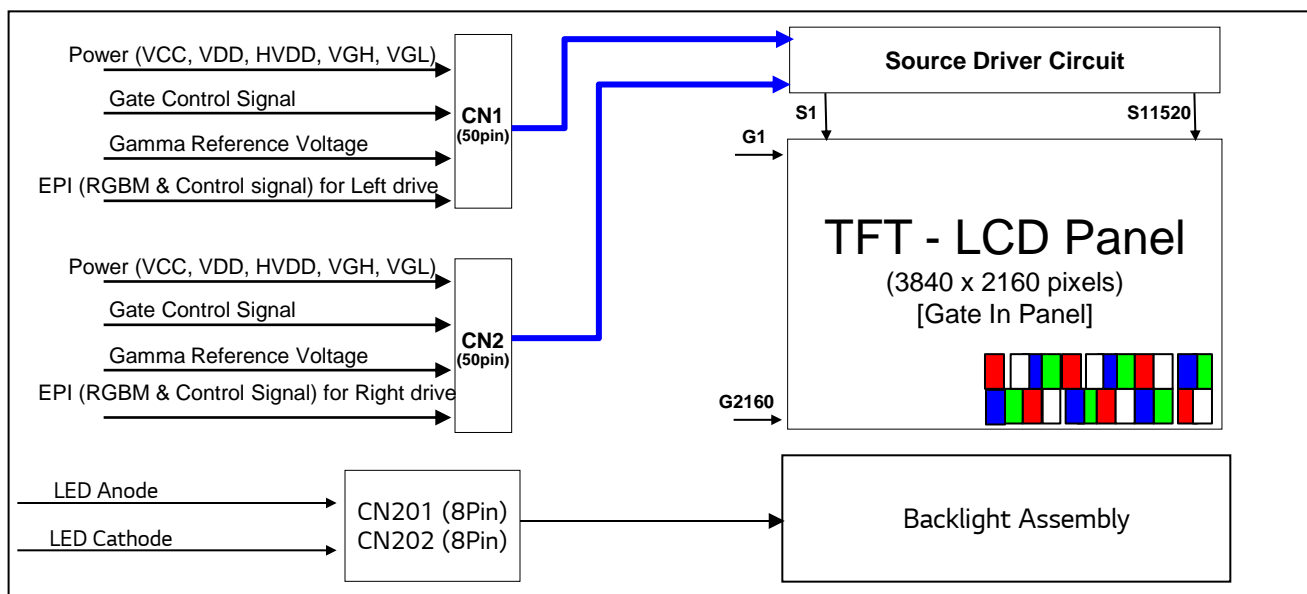 Power (VCC, VDD, HVDD, VGH, VGL)
Gate Control Signal
Gamma Reference Voltage
EPI (RGBM & Control signal) for Left drive
CN1
(50pin)
Source Driver Circuit
S1
S11520
G1
TFT - LCD Panel
(3840 x 2160 pixels)
[Gate In Panel]
G2160
Power (VCC, VDD, HVDD, VGH, VGL)
Gate Control Signal
Gamma Reference Voltage
EPI (RGBM & Control Signal) for Right drive
CN2
(50pin)
LED Anode
LED Cathode
CN201 (8Pin)
CN202 (8Pin)
Backlight Assembly